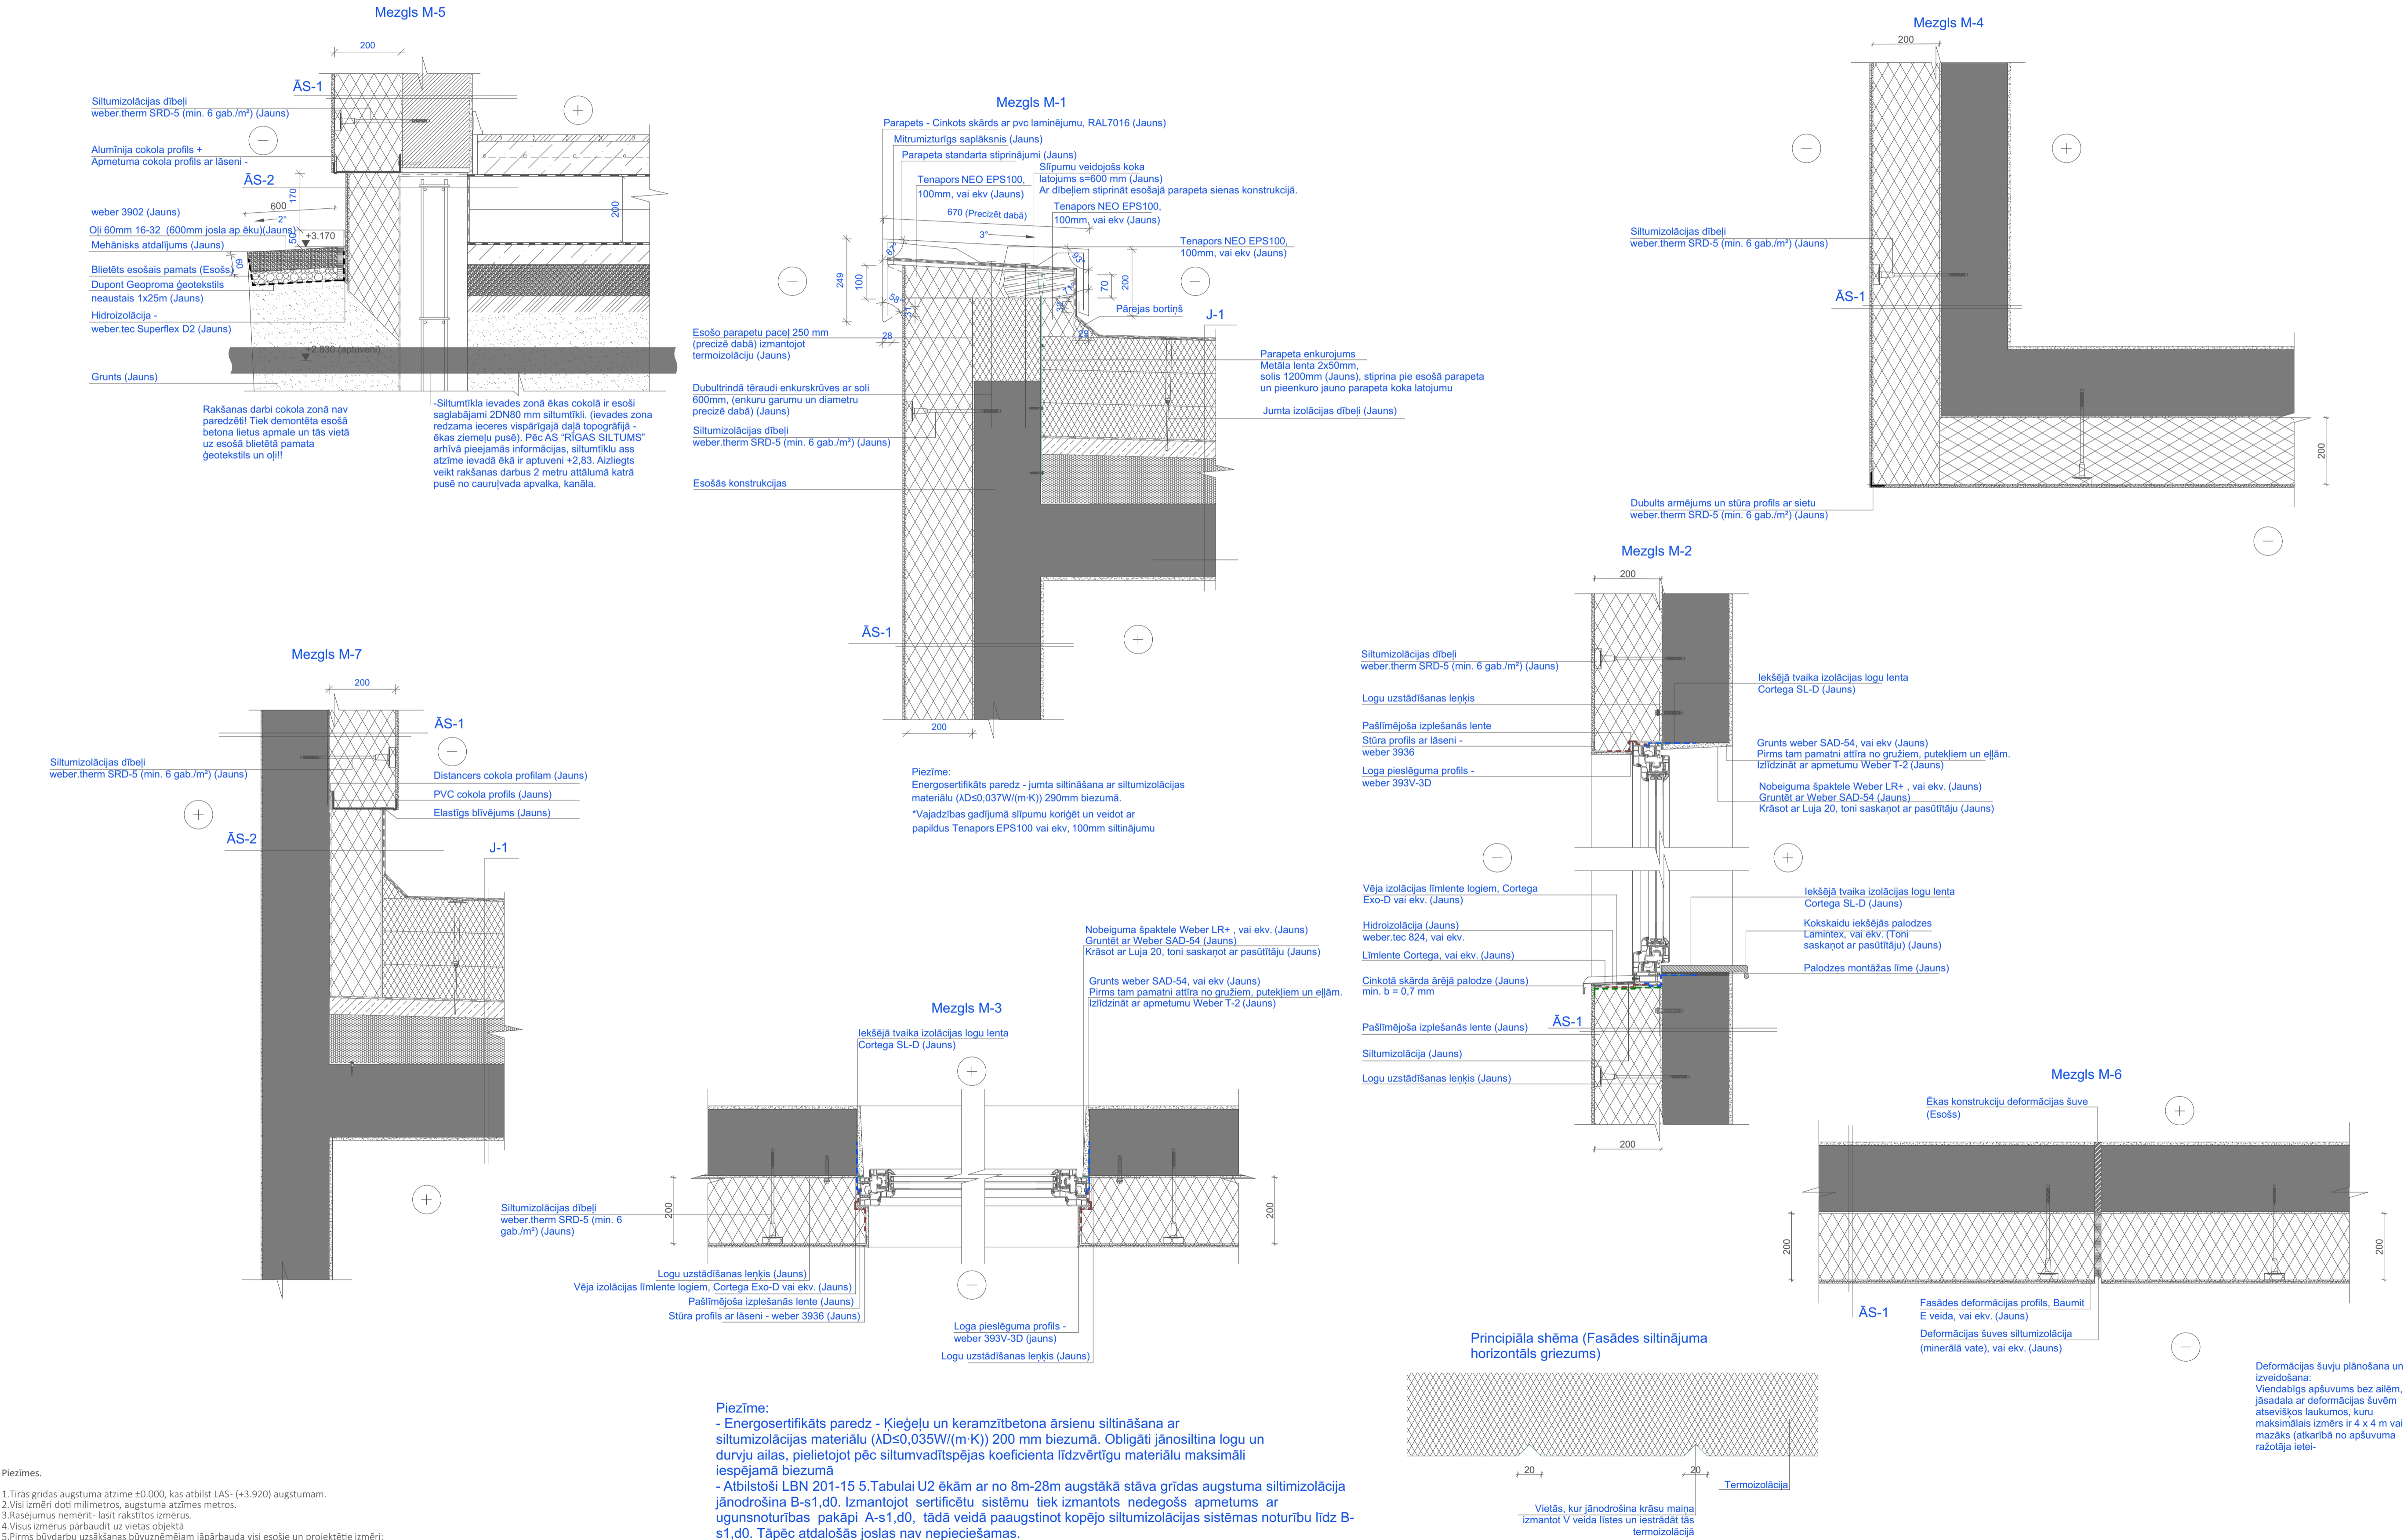 Mezgls M-5
200
ĀS-1
Siltumizolācijas dībeļi
weber.therm SRD-5 (min. 6 gab./m²) (Jauns)
Alumīnija cokola profils +
Apmetuma cokola profils ar lāseni -
ĀS-2
170
600
2°
200
weber 3902 (Jauns)
Oļi 60mm 16-32 (600mm josla ap ēku)(Jauns)
50
+3.170
Mehānisks atdalījums (Jauns)
60
Blietēts esošais pamats (Esošs)
Dupont Geoproma ģeotekstils
neaustais 1x25m (Jauns)
Hidroizolācija -
weber.tec Superflex D2 (Jauns)
+2.830 (aptuveni)
Grunts (Jauns)
Rakšanas darbi cokola zonā nav
paredzēti! Tiek demontēta esošā
betona lietus apmale un tās vietā
uz esošā blietētā pamata
ģeotekstils un oļi!!
-Siltumtīkla ievades zonā ēkas cokolā ir esoši
saglabājami 2DN80 mm siltumtīkli. (ievades zona
redzama ieceres vispārīgajā daļā topogrāfijā -
ēkas ziemeļu pusē). Pēc AS "RĪGAS SILTUMS"
arhīvā pieejamās informācijas, siltumtīklu ass
atzīme ievadā ēkā ir aptuveni +2,83. Aizliegts
veikt rakšanas darbus 2 metru attālumā katrā
pusē no cauruļvada apvalka, kanāla.
Mezgls M-1
Parapets - Cinkots skārds ar pvc laminējumu, RAL7016 (Jauns)
Mitrumizturīgs saplāksnis (Jauns)
Parapeta standarta stiprinājumi (Jauns)
Slīpumu veidojošs koka
latojums s=600 mm (Jauns)
Ar dībeļiem stiprināt esošajā parapeta sienas konstrukcijā.
Tenapors NEO EPS100,
100mm, vai ekv (Jauns)
Tenapors NEO EPS100,
100mm, vai ekv (Jauns)
670 (Precizēt dabā)
3°
Tenapors NEO EPS100,
100mm, vai ekv (Jauns)
87°
93°
249
100
58°
31
28
70
200
32
29
Pārejas bortiņš
J-1
Esošo parapetu paceļ 250 mm
(precizē dabā) izmantojot
termoizolāciju (Jauns)
Parapeta enkurojums
Metāla lenta 2x50mm,
solis 1200mm (Jauns), stiprina pie esošā parapeta
un pieenkuro jauno parapeta koka latojumu
Dubultrindā tēraudi enkurskrūves ar soli
600mm, (enkuru garumu un diametru
precizē dabā) (Jauns)
Jumta izolācijas dībeļi (Jauns)
Siltumizolācijas dībeļi
weber.therm SRD-5 (min. 6 gab./m²) (Jauns)
Esošās konstrukcijas
ĀS-1
200
Piezīme:
Energosertifikāts paredz - jumta siltināšana ar siltumizolācijas
materiālu (λD≤0,037W/(m·K)) 290mm biezumā.
*Vajadzības gadījumā slīpumu koriģēt un veidot ar
papildus Tenapors EPS100 vai ekv, 100mm siltinājumu
Mezgls M-4
200
Siltumizolācijas dībeļi
weber.therm SRD-5 (min. 6 gab./m²) (Jauns)
ĀS-1
200
Dubults armējums un stūra profils ar sietu
weber.therm SRD-5 (min. 6 gab./m²) (Jauns)
Mezgls M-2
200
Siltumizolācijas dībeļi
weber.therm SRD-5 (min. 6 gab./m²) (Jauns)
Iekšējā tvaika izolācijas logu lenta
Cortega SL-D (Jauns)
Logu uzstādīšanas leņķis
Pašlīmējoša izplešanās lente
Stūra profils ar lāseni -
weber 3936
Grunts weber SAD-54, vai ekv (Jauns)
Pirms tam pamatni attīra no gružiem, putekļiem un eļļām.
Izlīdzināt ar apmetumu Weber T-2 (Jauns)
Loga pieslēguma profils -
weber 393V-3D
Nobeiguma špaktele Weber LR+ , vai ekv. (Jauns)
Gruntēt ar Weber SAD-54 (Jauns)
Krāsot ar Luja 20, toni saskaņot ar pasūtītāju (Jauns)
Vēja izolācijas līmlente logiem, Cortega
Exo-D vai ekv. (Jauns)
Iekšējā tvaika izolācijas logu lenta
Cortega SL-D (Jauns)
Hidroizolācija (Jauns)
weber.tec 824, vai ekv.
Kokskaidu iekšējās palodzes
Lamintex, vai ekv. (Toni
saskaņot ar pasūtītāju) (Jauns)
Līmlente Cortega, vai ekv. (Jauns)
Palodzes montāžas līme (Jauns)
Cinkotā skārda ārējā palodze (Jauns)
min. b = 0,7 mm
Pašlīmējoša izplešanās lente (Jauns)
ĀS-1
Siltumizolācija (Jauns)
Logu uzstādīšanas leņķis (Jauns)
200
Mezgls M-7
200
ĀS-1
Siltumizolācijas dībeļi
weber.therm SRD-5 (min. 6 gab./m²) (Jauns)
Distancers cokola profilam (Jauns)
PVC cokola profils (Jauns)
Elastīgs blīvējums (Jauns)
ĀS-2
J-1
Mezgls M-3
Nobeiguma špaktele Weber LR+ , vai ekv. (Jauns)
Gruntēt ar Weber SAD-54 (Jauns)
Krāsot ar Luja 20, toni saskaņot ar pasūtītāju (Jauns)
Grunts weber SAD-54, vai ekv (Jauns)
Pirms tam pamatni attīra no gružiem, putekļiem un eļļām.
Izlīdzināt ar apmetumu Weber T-2 (Jauns)
Iekšējā tvaika izolācijas logu lenta
Cortega SL-D (Jauns)
Siltumizolācijas dībeļi
weber.therm SRD-5 (min. 6
gab./m²) (Jauns)
200
200
Logu uzstādīšanas leņķis (Jauns)
Vēja izolācijas līmlente logiem, Cortega Exo-D vai ekv. (Jauns)
Pašlīmējoša izplešanās lente (Jauns)
Stūra profils ar lāseni - weber 3936 (Jauns)
Loga pieslēguma profils -
weber 393V-3D (jauns)
Logu uzstādīšanas leņķis (Jauns)
Mezgls M-6
Ēkas konstrukciju deformācijas šuve
(Esošs)
200
200
ĀS-1
Fasādes deformācijas profils, Baumit
E veida, vai ekv. (Jauns)
Deformācijas šuves siltumizolācija
(minerālā vate), vai ekv. (Jauns)
Deformācijas šuvju plānošana un
izveidošana:
Viendabīgs apšuvums bez ailēm,
jāsadala ar deformācijas šuvēm
atsevišķos laukumos, kuru
maksimālais izmērs ir 4 x 4 m vai
mazāks (atkarībā no apšuvuma
ražotāja ietei-
Principiāla shēma (Fasādes siltinājuma
horizontāls griezums)
20
20
Termoizolācija
Vietās, kur jānodrošina krāsu maiņa
izmantot V veida līstes un iestrādāt tās
termoizolācijā
Piezīme:
- Energosertifikāts paredz - Ķieģeļu un keramzītbetona ārsienu siltināšana ar
siltumizolācijas materiālu (λD≤0,035W/(m·K)) 200 mm biezumā. Obligāti jānosiltina logu un
durvju ailas, pielietojot pēc siltumvadītspējas koeficienta līdzvērtīgu materiālu maksimāli
iespējamā biezumā
- Atbilstoši LBN 201-15 5.Tabulai U2 ēkām ar no 8m-28m augstākā stāva grīdas augstuma siltimizolācija
jānodrošina B-s1,d0. Izmantojot sertificētu sistēmu tiek izmantots nedegošs apmetums ar
ugunsnoturības pakāpi A-s1,d0, tādā veidā paaugstinot kopējo siltumizolācijas sistēmas noturību līdz B-
s1,d0. Tāpēc atdalošās joslas nav nepieciešamas.
Piezīmes.
1.Tīrās grīdas augstuma atzīme ±0.000, kas atbilst LAS- (+3.920) augstumam.
2.Visi izmēri doti milimetros, augstuma atzīmes metros.
3.Rasējumus nemērīt- lasīt rakstītos izmērus.
4.Visus izmērus pārbaudīt uz vietas objektā
5.Pirms būvdarbu uzsākšanas būvuzņēmējam jāpārbauda visi esošie un projektētie izmēri;